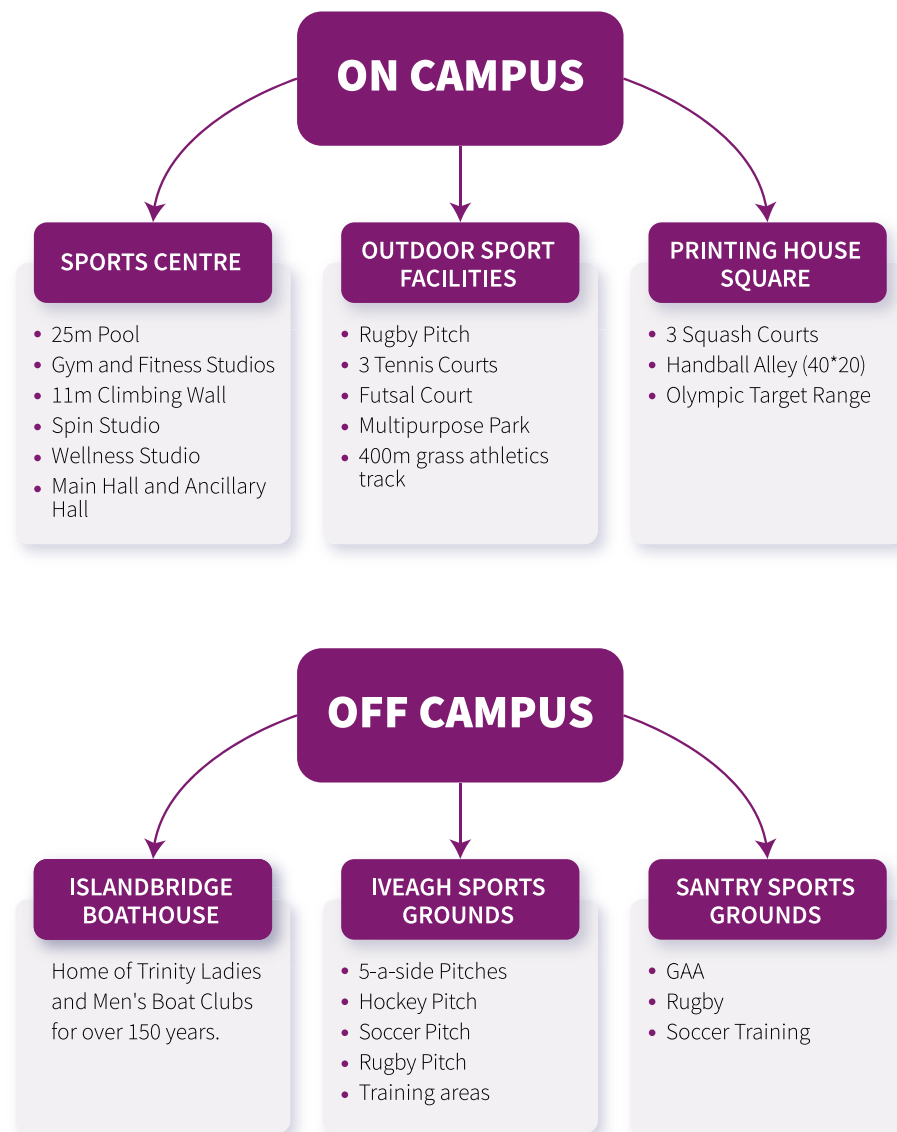 ON CAMPUS
SPORTS CENTRE
• 25m Pool
• Gym and Fitness Studios
• 11m Climbing Wall
• Spin Studio
• Wellness Studio
• Main Hall and Ancillary
Hall
OUTDOOR SPORT
FACILITIES
• Rugby Pitch
• 3 Tennis Courts
• Futsal Court
• Multipurpose Park
• 400m grass athletics
track
PRINTING HOUSE
SQUARE
• 3 Squash Courts
• Handball Alley (40*20)
• Olympic Target Range
OFF CAMPUS
ISLANDBRIDGE
BOATHOUSE
Home of Trinity Ladies
and Men's Boat Clubs
for over 150 years.
IVEAGH SPORTS
GROUNDS
• 5-a-side Pitches
• Hockey Pitch
• Soccer Pitch
• Rugby Pitch
• Training areas
SANTRY SPORTS
GROUNDS
• GAA
• Rugby
• Soccer Training